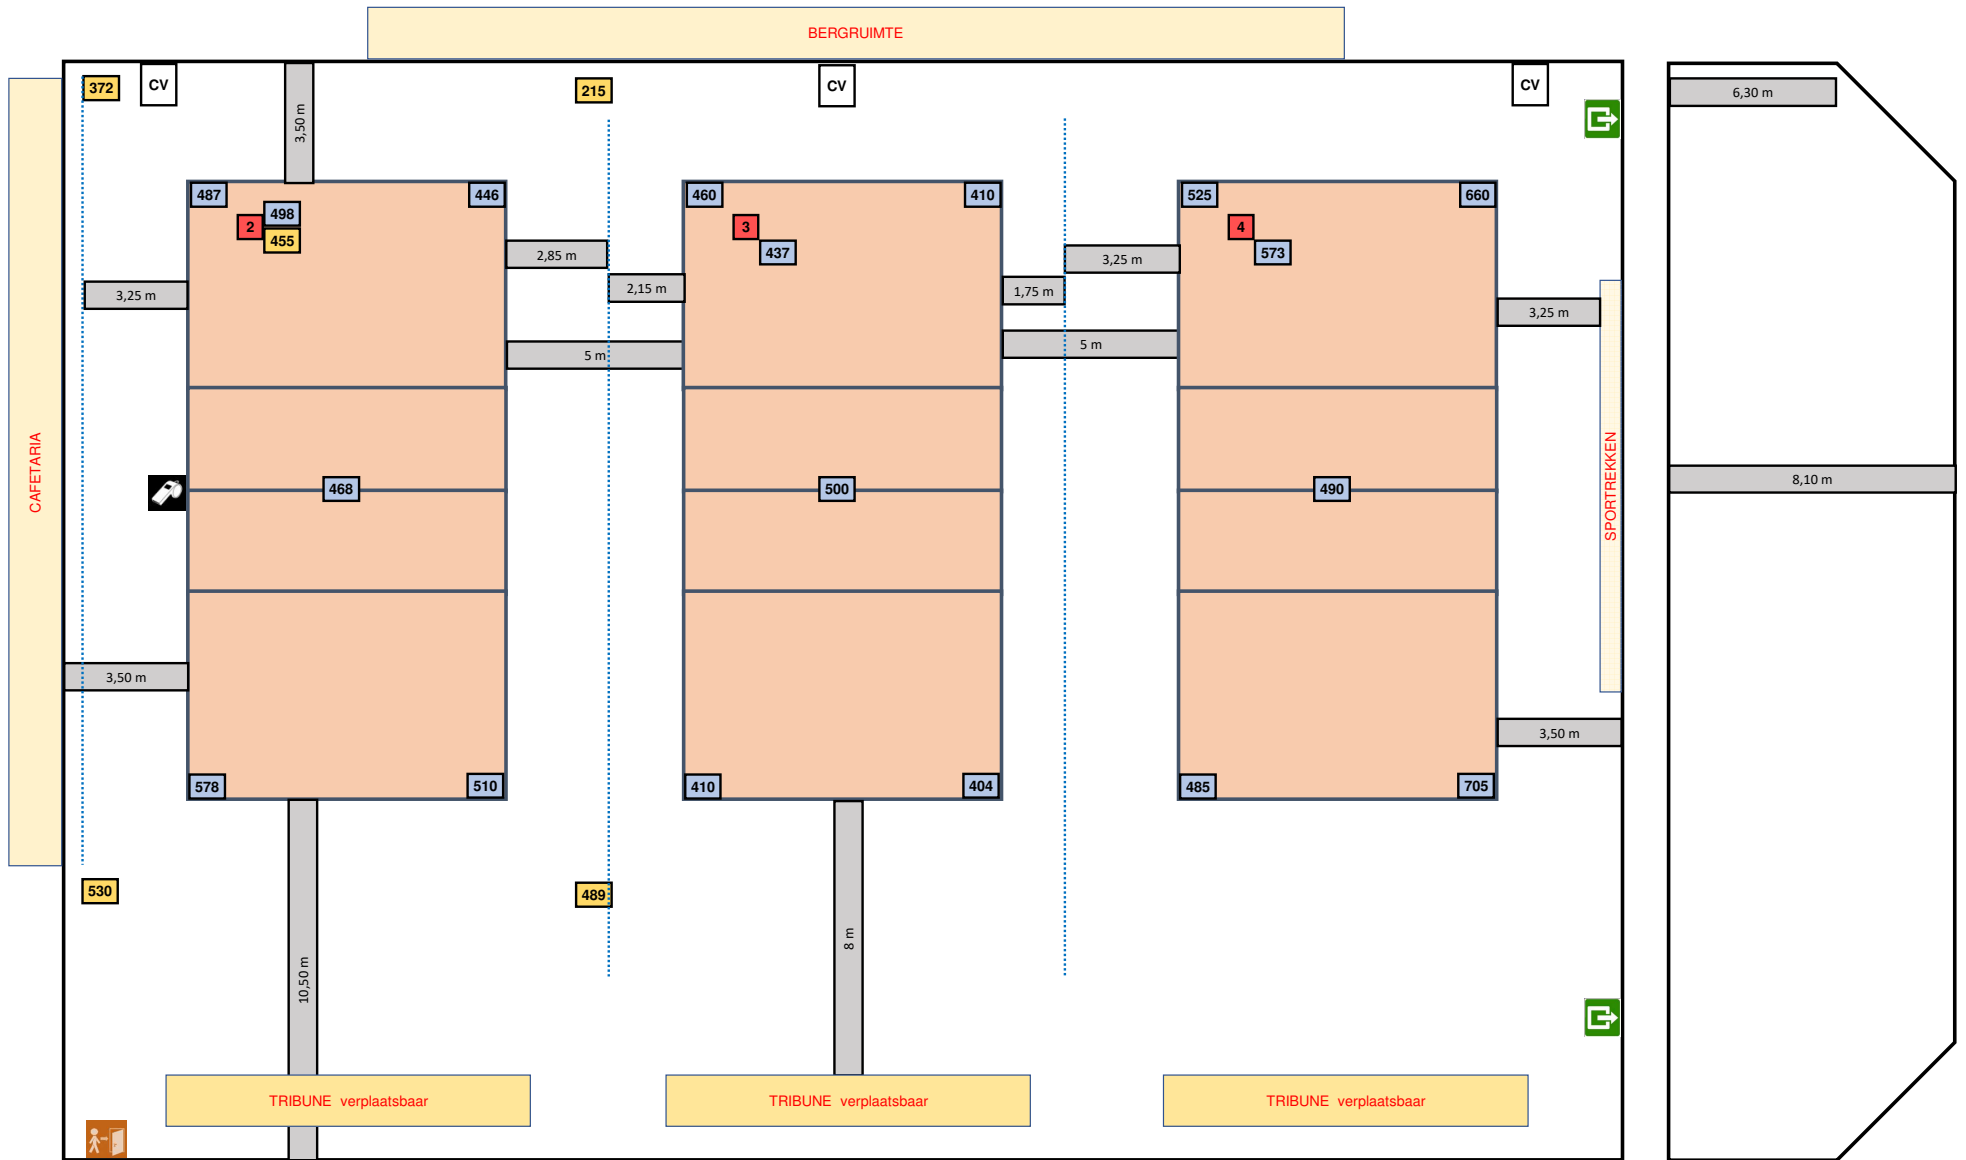 BERGRUIMTE
372
CV
3,50 m
215
CV
CV
6,30 m
487
446
460
410
525
660
2
498
455
3
437
4
573
2,85 m
3,25 m
2,15 m
1,75 m
3,25 m
3,25 m
5 m
5 m
CAFETARIA
SPORTREKKEN
468
500
490
8,10 m
3,50 m
3,50 m
578
510
410
404
485
705
530
489
10,50 m
8 m
TRIBUNE verplaatsbaar
TRIBUNE verplaatsbaar
TRIBUNE verplaatsbaar